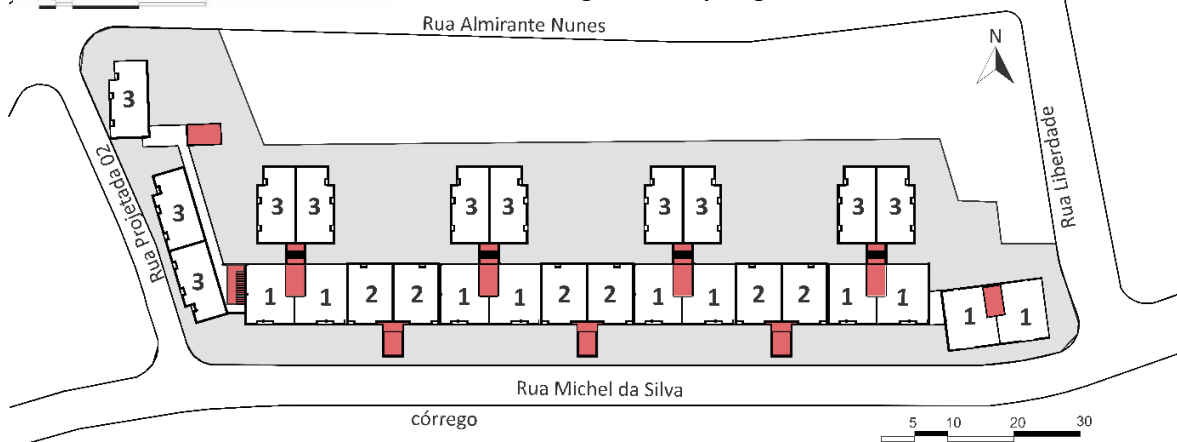 Rua Almirante Nunes
N
3
Rua Projetada 02
Rua Liberdade
3
3 3 3 3 3 3 3 3
3
1 1 2 2 1 1 2 2 1 1 2 2 1 1
1 1
Rua Michel da Silva
córrego
5 10 20 30